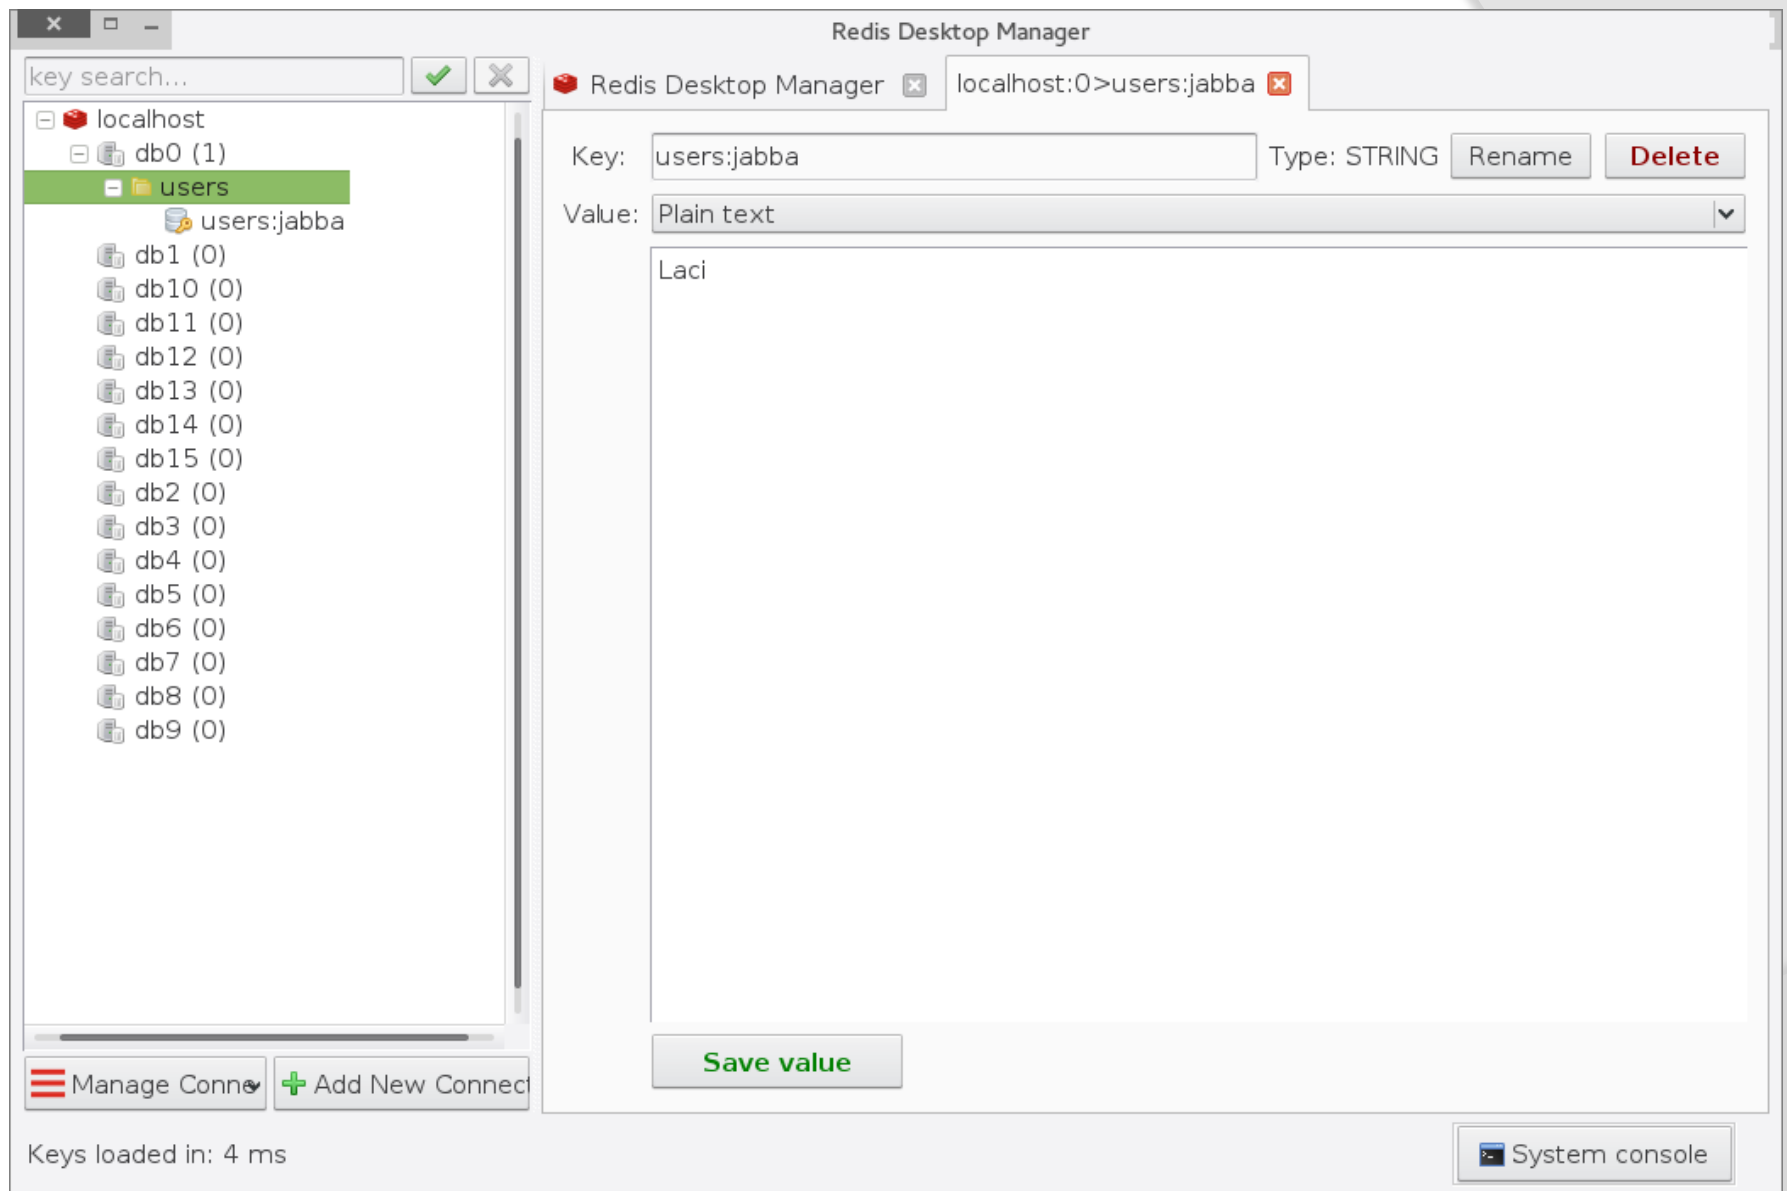 Redis Desktop Manager
key search...
localhost
db0 (1)
users
users:jabba
db1 (0)
db10 (0)
db11 (0)
db12 (0)
db13 (0)
db14 (0)
db15 (0)
db2 (0)
db3 (0)
db4 (0)
db5 (0)
db6 (0)
db7 (0)
db8 (0)
db9 (0)
Manage Conne
Add New Connect
Keys loaded in: 4 ms
Redis Desktop Manager
localhost:0>users:jabba
Key: users:jabba Type: STRING Rename Delete
Value: Plain text
Laci
Save value
System console